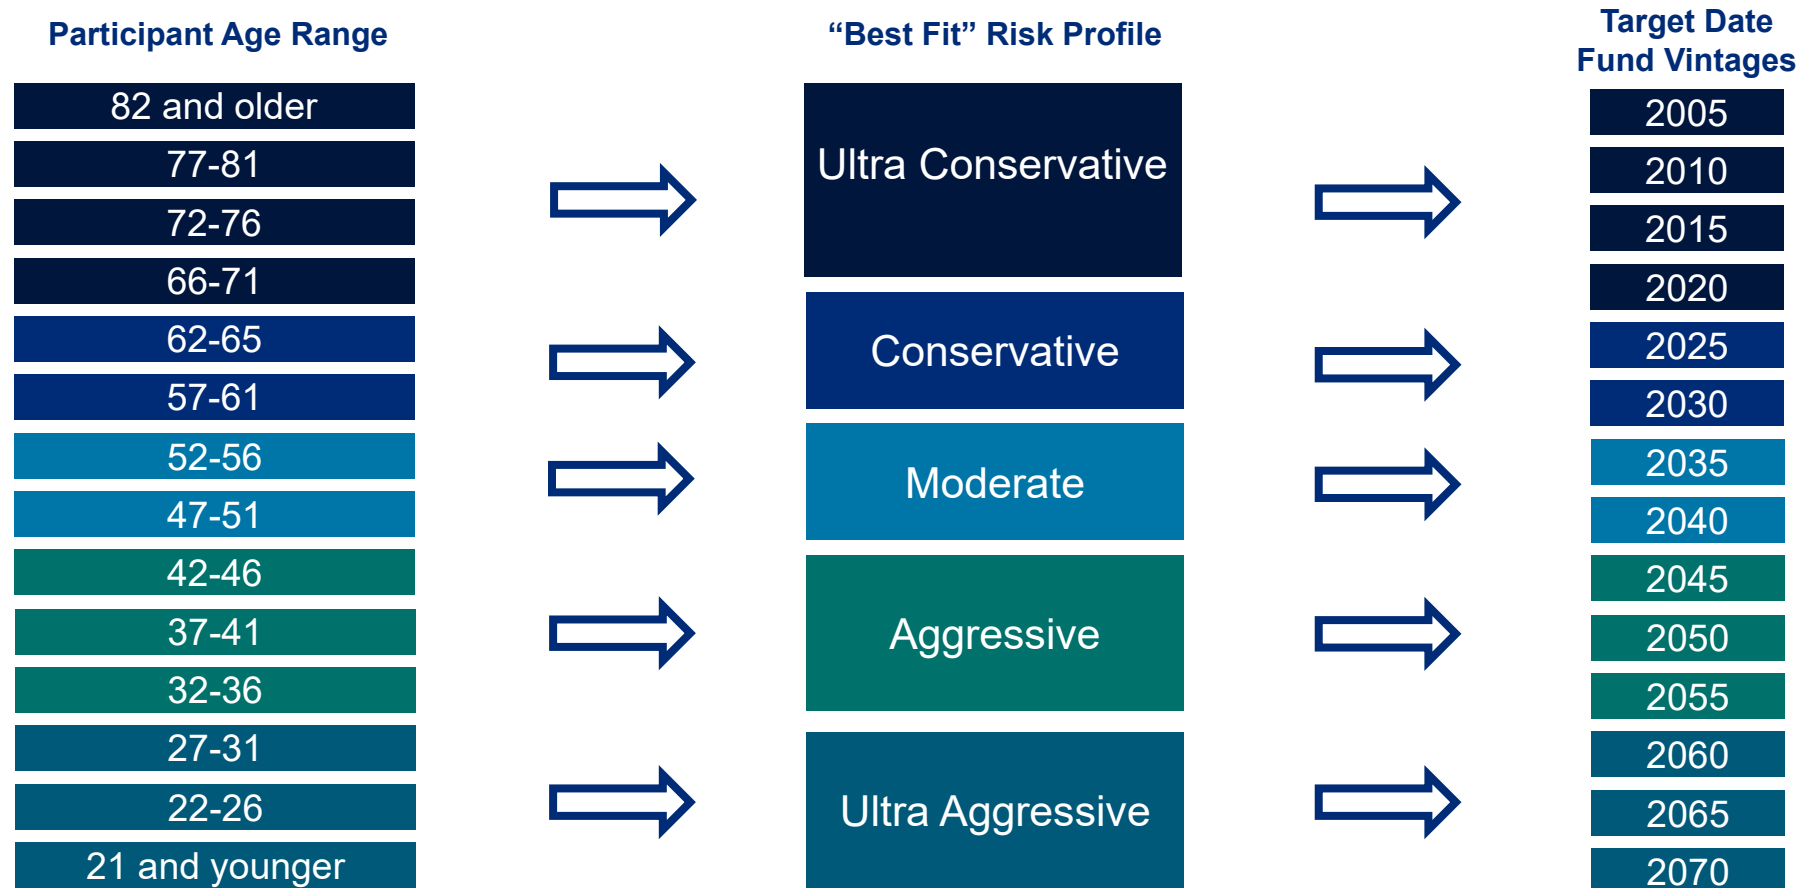 Participant Age Range
82 and older
77-81
72-76
66-71
62-65
57-61
52-56
47-51
42-46
37-41
32-36
27-31
22-26
21 and younger
“Best Fit” Risk Profile
Ultra Conservative
Conservative
Moderate
Aggressive
Ultra Aggressive
Target Date
Fund Vintages
2005
2010
2015
2020
2025
2030
2035
2040
2045
2050
2055
2060
2065
2070